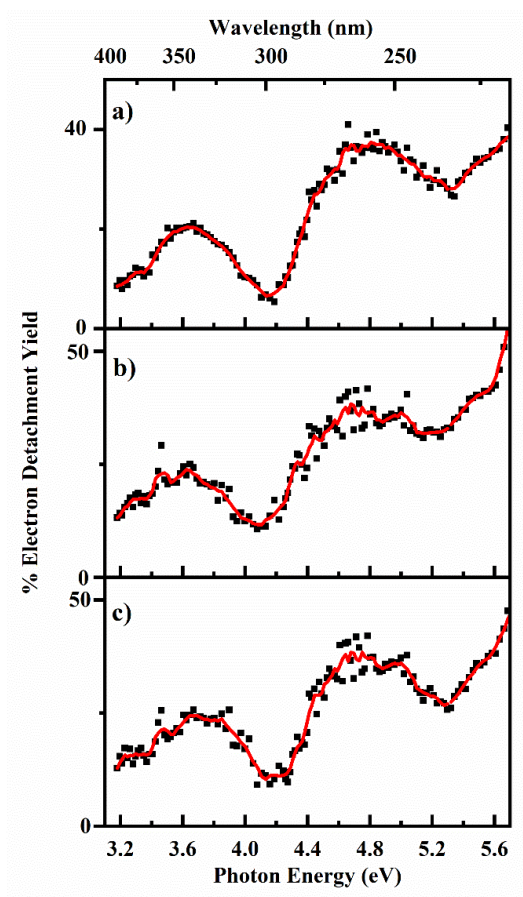 Wavelength (nm)
400 350 300 250
a)
40
0
b)
50
0
c)
50
0
% Electron Detachment Yield
3.2 3.6 4.0 4.4 4.8 5.2 5.6
Photon Energy (eV)